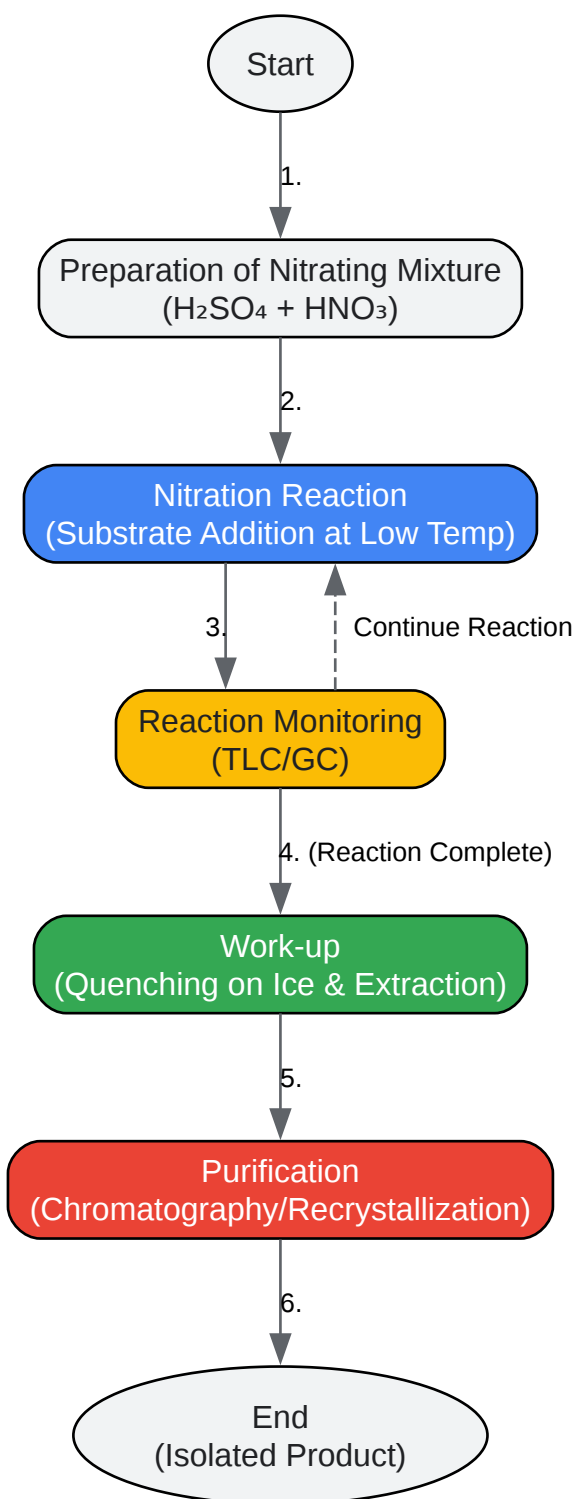 Start
1.
Preparation of Nitrating Mixture
(H₂SO₄ + HNO₃)
2.
Nitration Reaction
(Substrate Addition at Low Temp)
3.
Continue Reaction
Reaction Monitoring
(TLC/GC)
4. (Reaction Complete)
Work-up
(Quenching on Ice & Extraction)
5.
Purification
(Chromatography/Recrystallization)
6.
End
(Isolated Product)